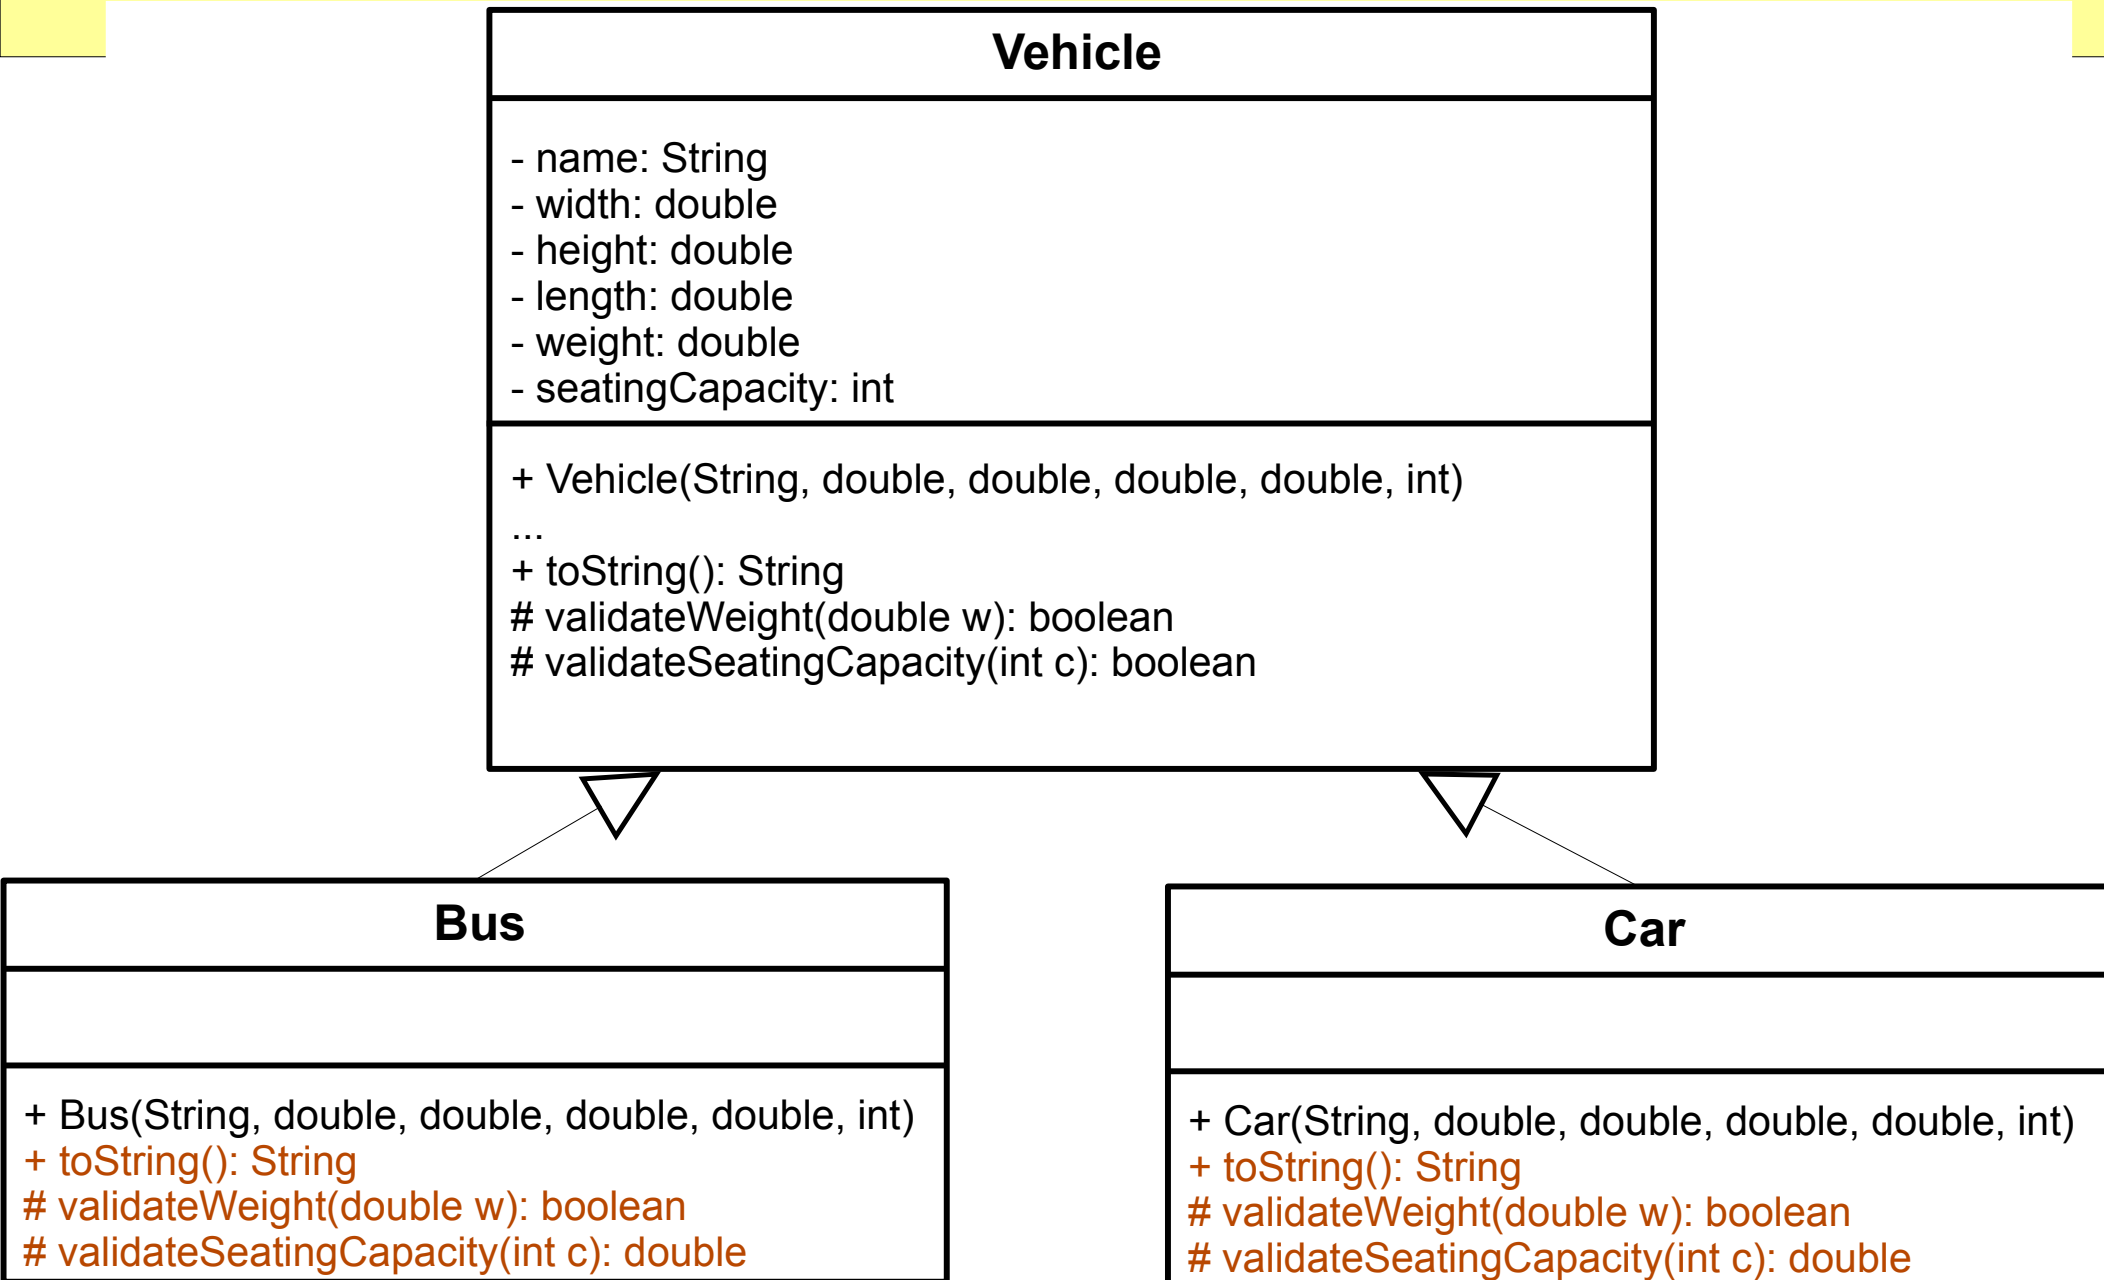 Vehicle
- name: String
- width: double
- height: double
- length: double
- weight: double
- seatingCapacity: int
+ Vehicle(String, double, double, double, double, int)
...
+ toString(): String
# validateWeight(double w): boolean
# validateSeatingCapacity(int c): boolean
Bus
+ Bus(String, double, double, double, double, int)
+ toString(): String
# validateWeight(double w): boolean
# validateSeatingCapacity(int c): double
Car
+ Car(String, double, double, double, double, int)
+ toString(): String
# validateWeight(double w): boolean
# validateSeatingCapacity(int c): double